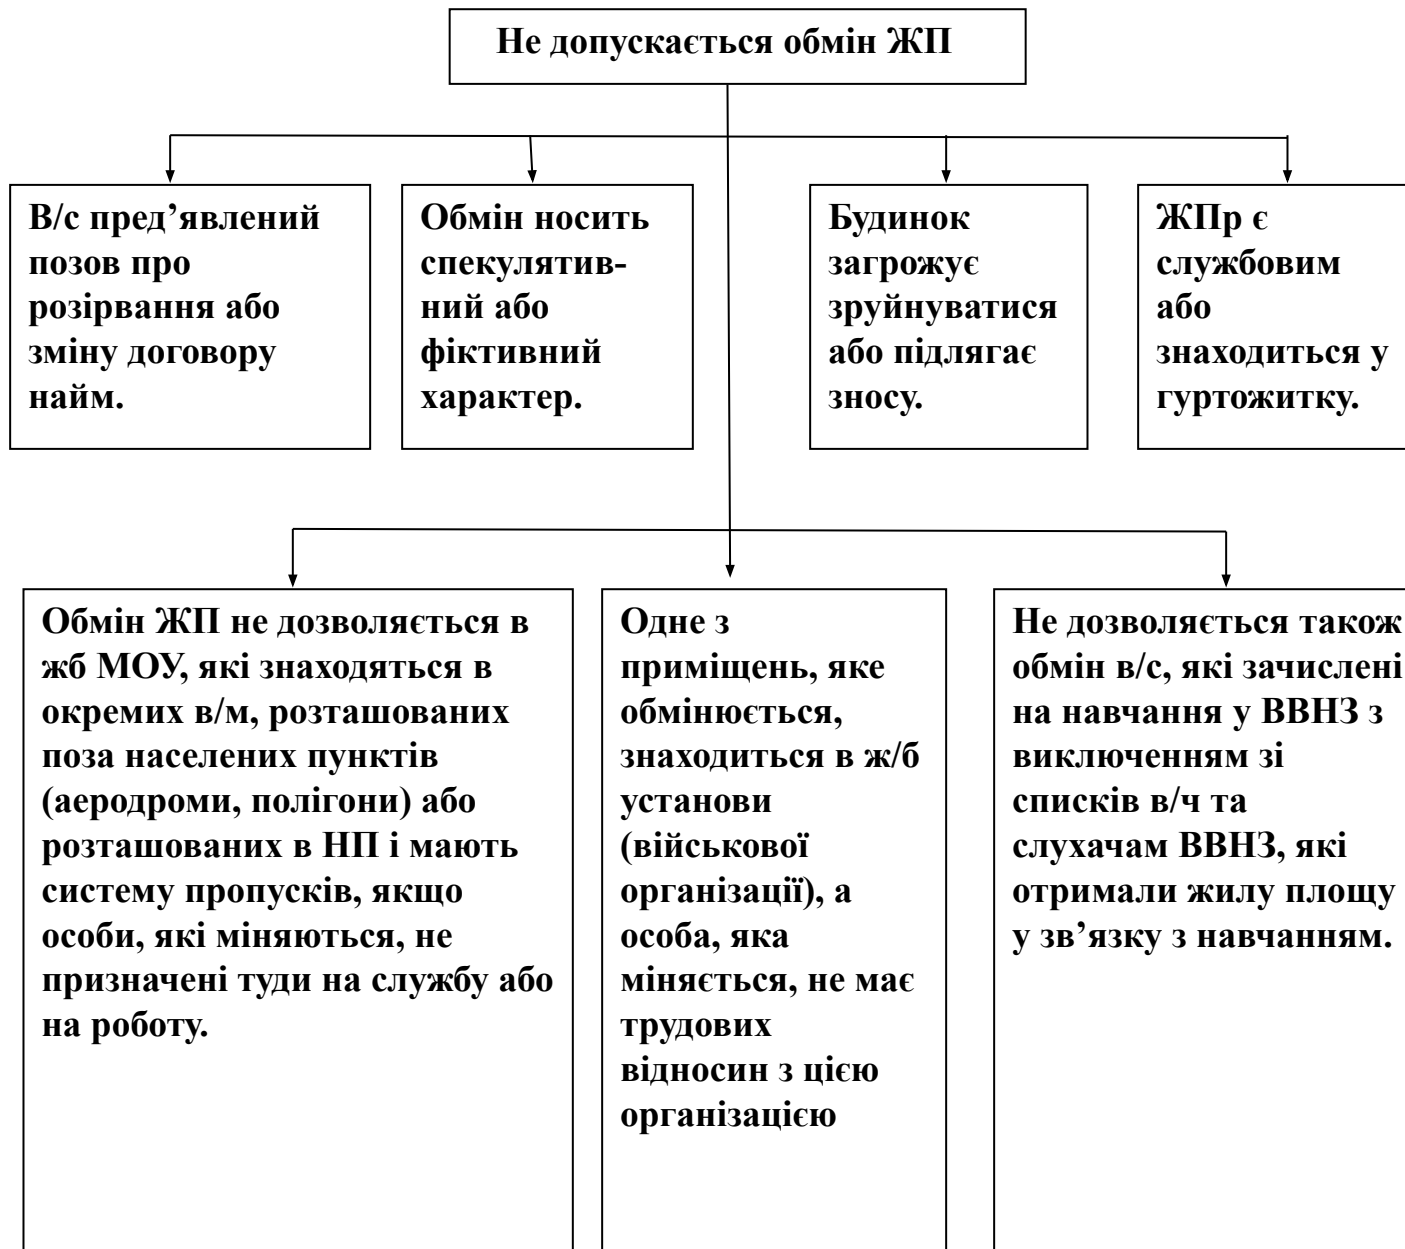 Не допускається обмін ЖП
В/с пред’явлений
позов про
розірвання або
зміну договору
найм.
Обмін носить
спекулятив-
ний або
фіктивний
характер.
Будинок
загрожує
зруйнуватися
або підлягає
зносу.
ЖПр є
службовим
або
знаходиться у
гуртожитку.
Обмін ЖП не дозволяється в
жб МОУ, які знаходяться в
окремих в/м, розташованих
поза населених пунктів
(аеродроми, полігони) або
розташованих в НП і мають
систему пропусків, якщо
особи, які міняються, не
призначені туди на службу або
на роботу.
Одне з
приміщень, яке
обмінюється,
знаходиться в ж/б
установи
(військової
організації), а
особа, яка
міняється, не має
трудових
відносин з цією
організацією
Не дозволяється також
обмін в/с, які зачислені
на навчання у ВВНЗ з
виключенням зі
списків в/ч та
слухачам ВВНЗ, які
отримали жилу площу
у зв’язку з навчанням.